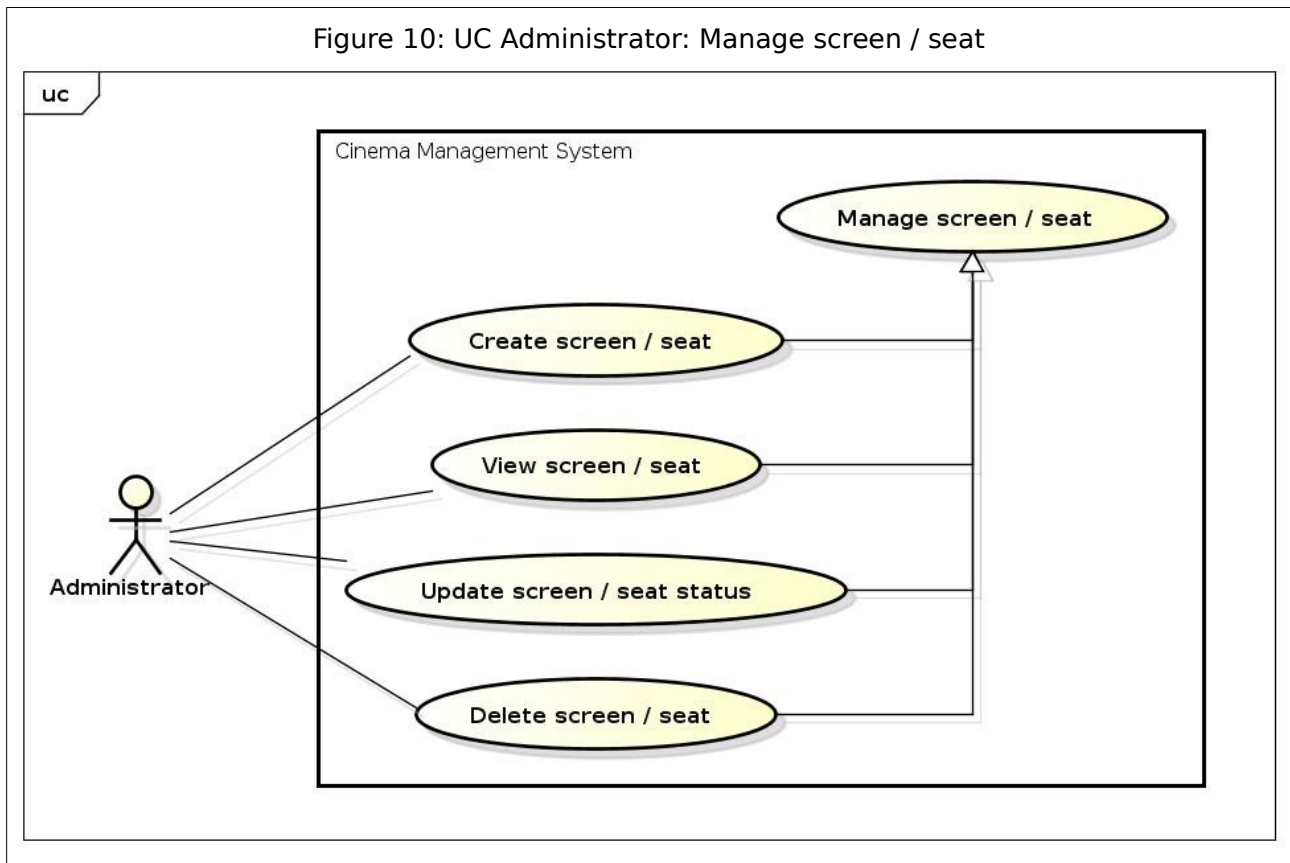 Figure 10: UC Administrator: Manage screen / seat
uc
Cinema Management System
Manage screen / seat
Create screen / seat
View screen / seat
Administrator
Update screen / seat status
Delete screen / seat